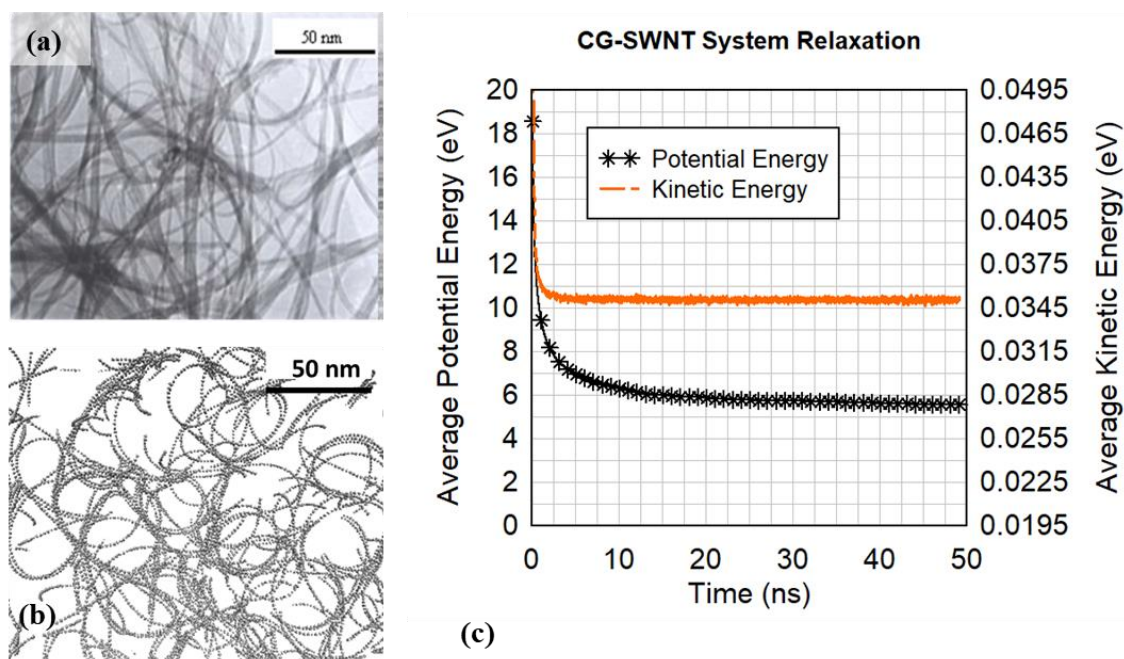 (a)
50 nm
(b)
50 nm
CG-SWNT System Relaxation
Average Potential Energy (eV)
20
18
16
14
12
10
8
6
4
2
0
Potential Energy
Kinetic Energy
0.0495
0.0465
0.0435
0.0405
0.0375
0.0345
0.0315
0.0285
0.0255
0.0225
0.0195
Average Kinetic Energy (eV)
0 10 20 30 40 50
Time (ns)
(c)